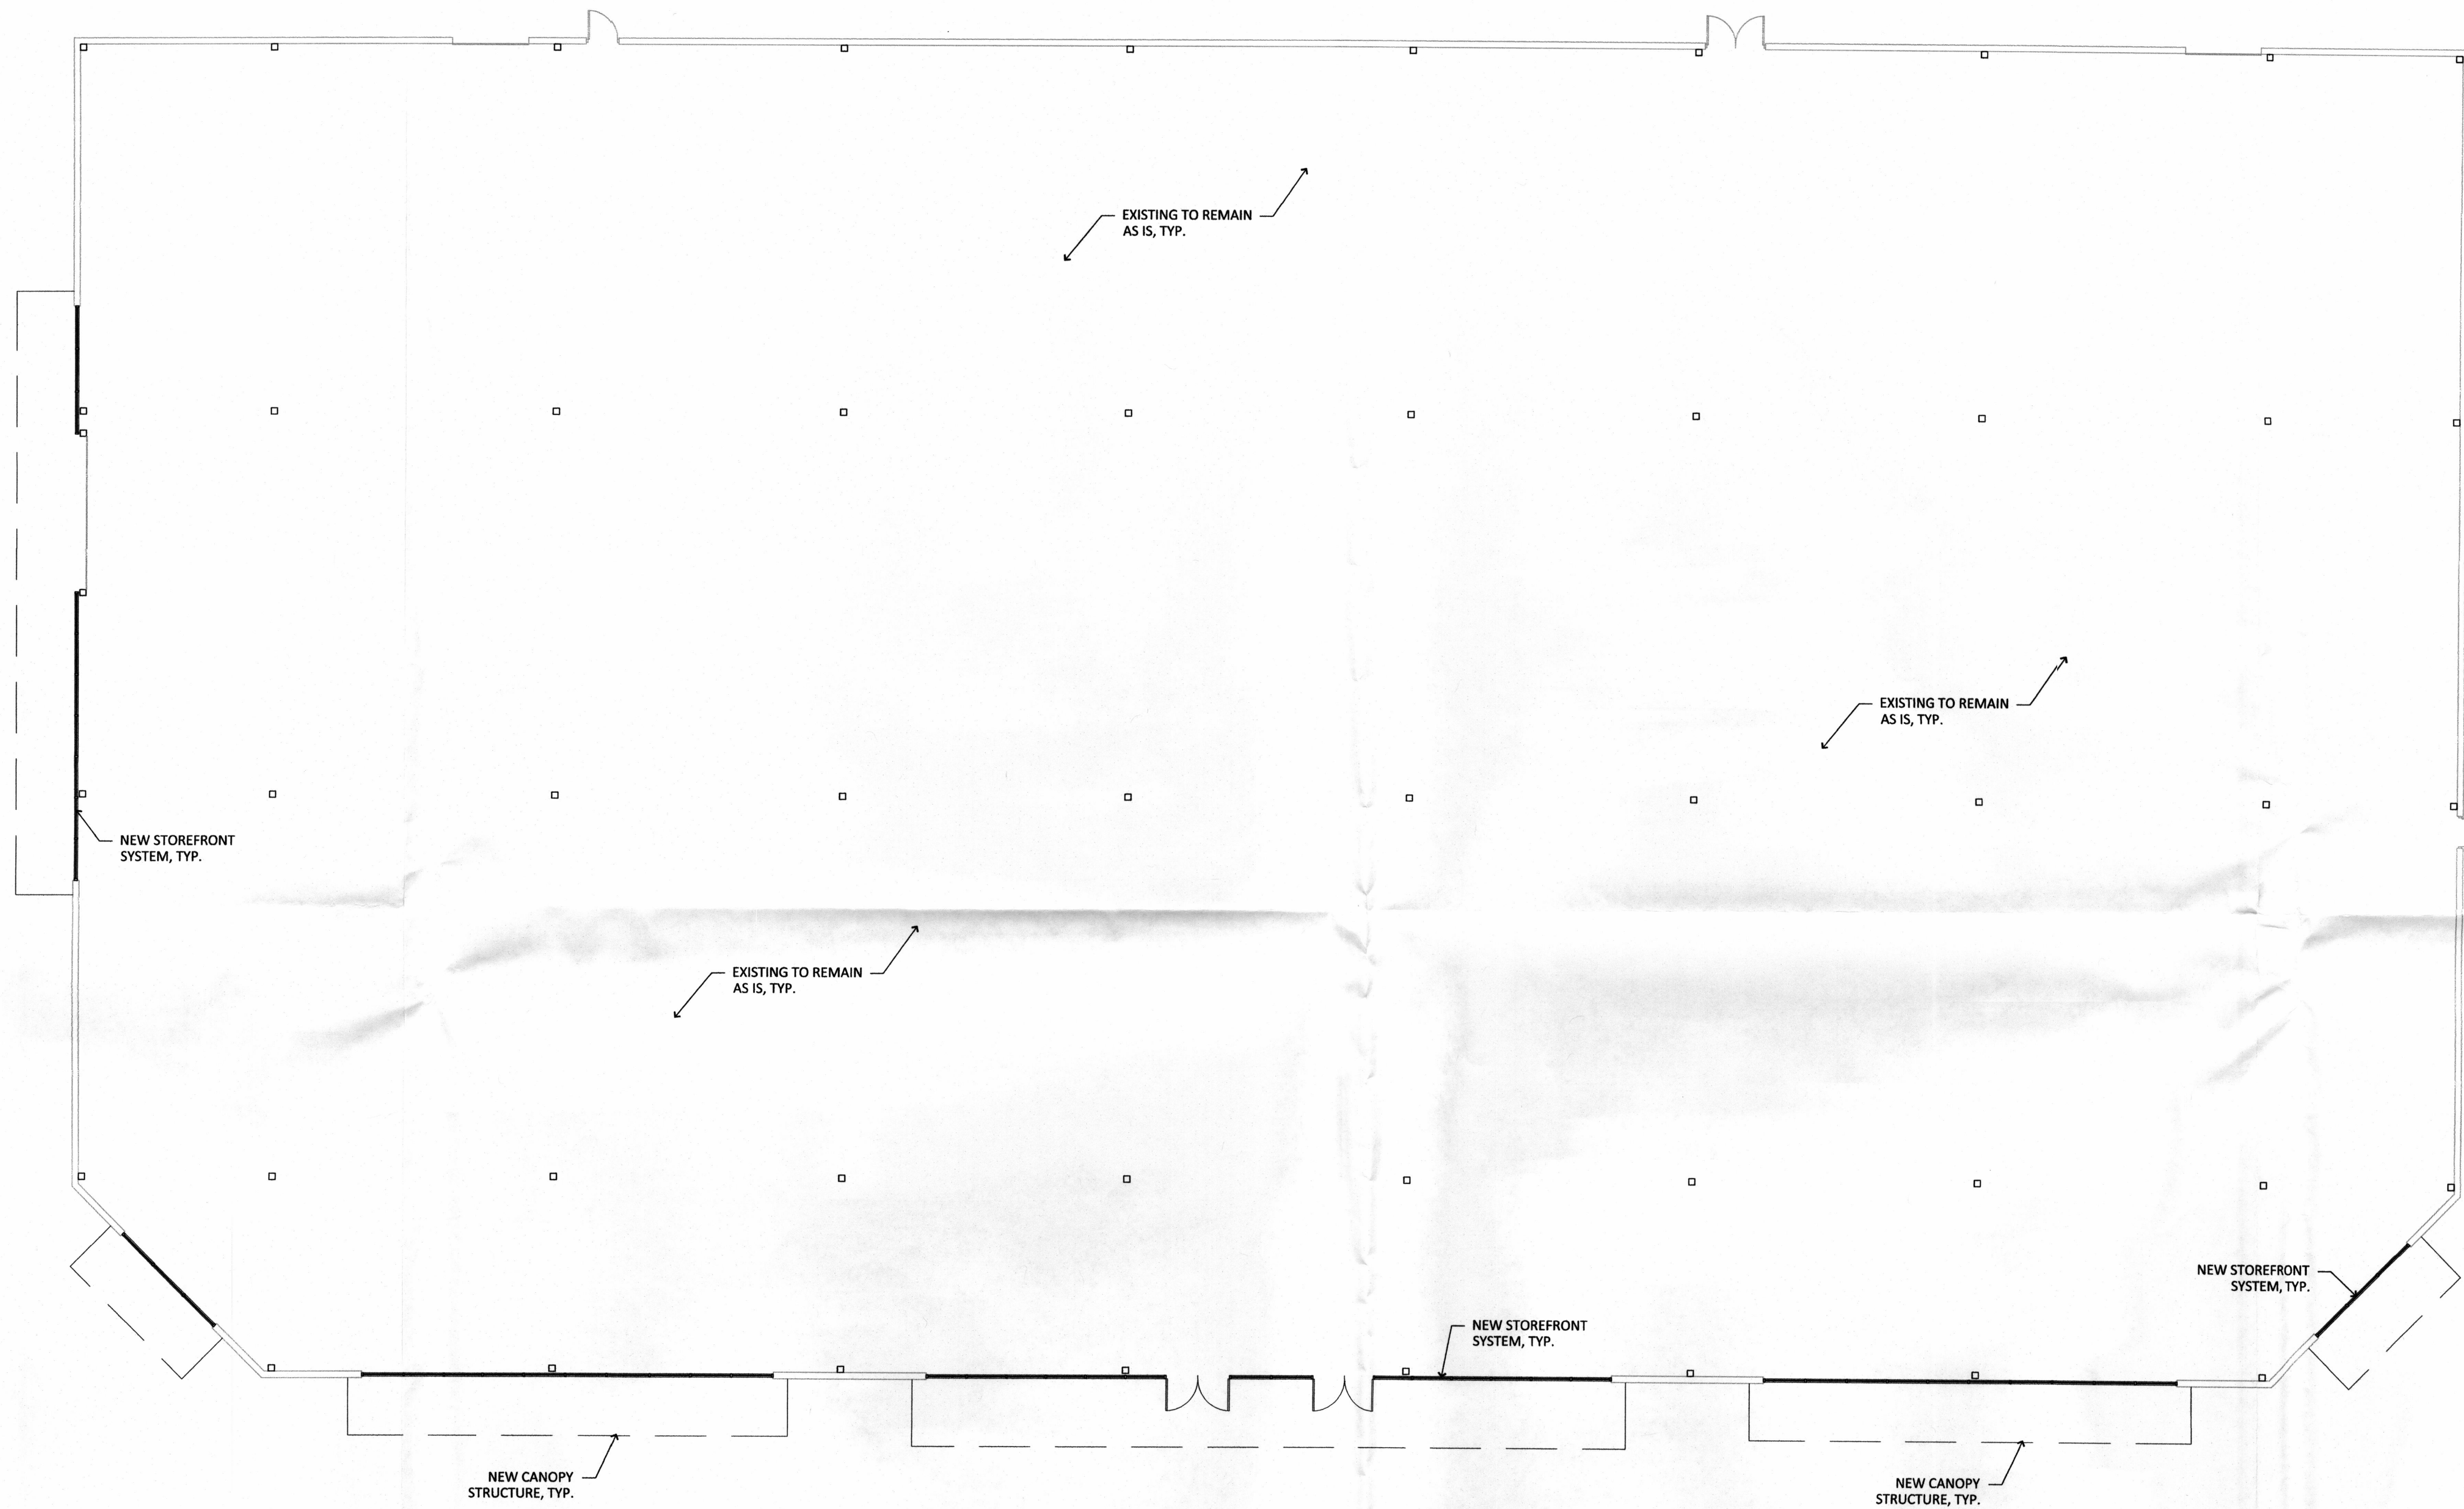 EXISTING TO REMAIN
AS IS, TYP.
EXISTING TO REMAIN
AS IS, TYP.
NEW STOREFRONT
SYSTEM, TYP.
EXISTING TO REMAIN
AS IS, TYP.
NEW STOREFRONT
SYSTEM, TYP.
NEW STOREFRONT
SYSTEM, TYP.
NEW CANOPY
STRUCTURE, TYP.
NEW CANOPY
STRUCTURE, TYP.